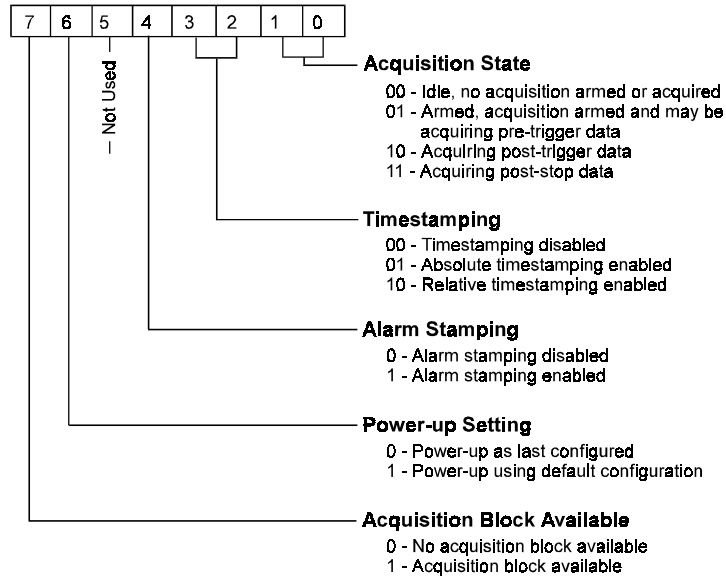 7 6 5 4 3 2 1 0
– Not Used –
Acquisition State
00 - Idle, no acquisition armed or acquired
01 - Armed, acquisition armed and may be
acquiring pre-trigger data
10 - Acquiring post-trigger data
11 - Acquiring post-stop data
Timestamping
00 - Timestamping disabled
01 - Absolute timestamping enabled
10 - Relative timestamping enabled
Alarm Stamping
0 - Alarm stamping disabled
1 - Alarm stamping enabled
Power-up Setting
0 - Power-up as last configured
1 - Power-up using default configuration
Acquisition Block Available
0 - No acquisition block available
1 - Acquisition block available